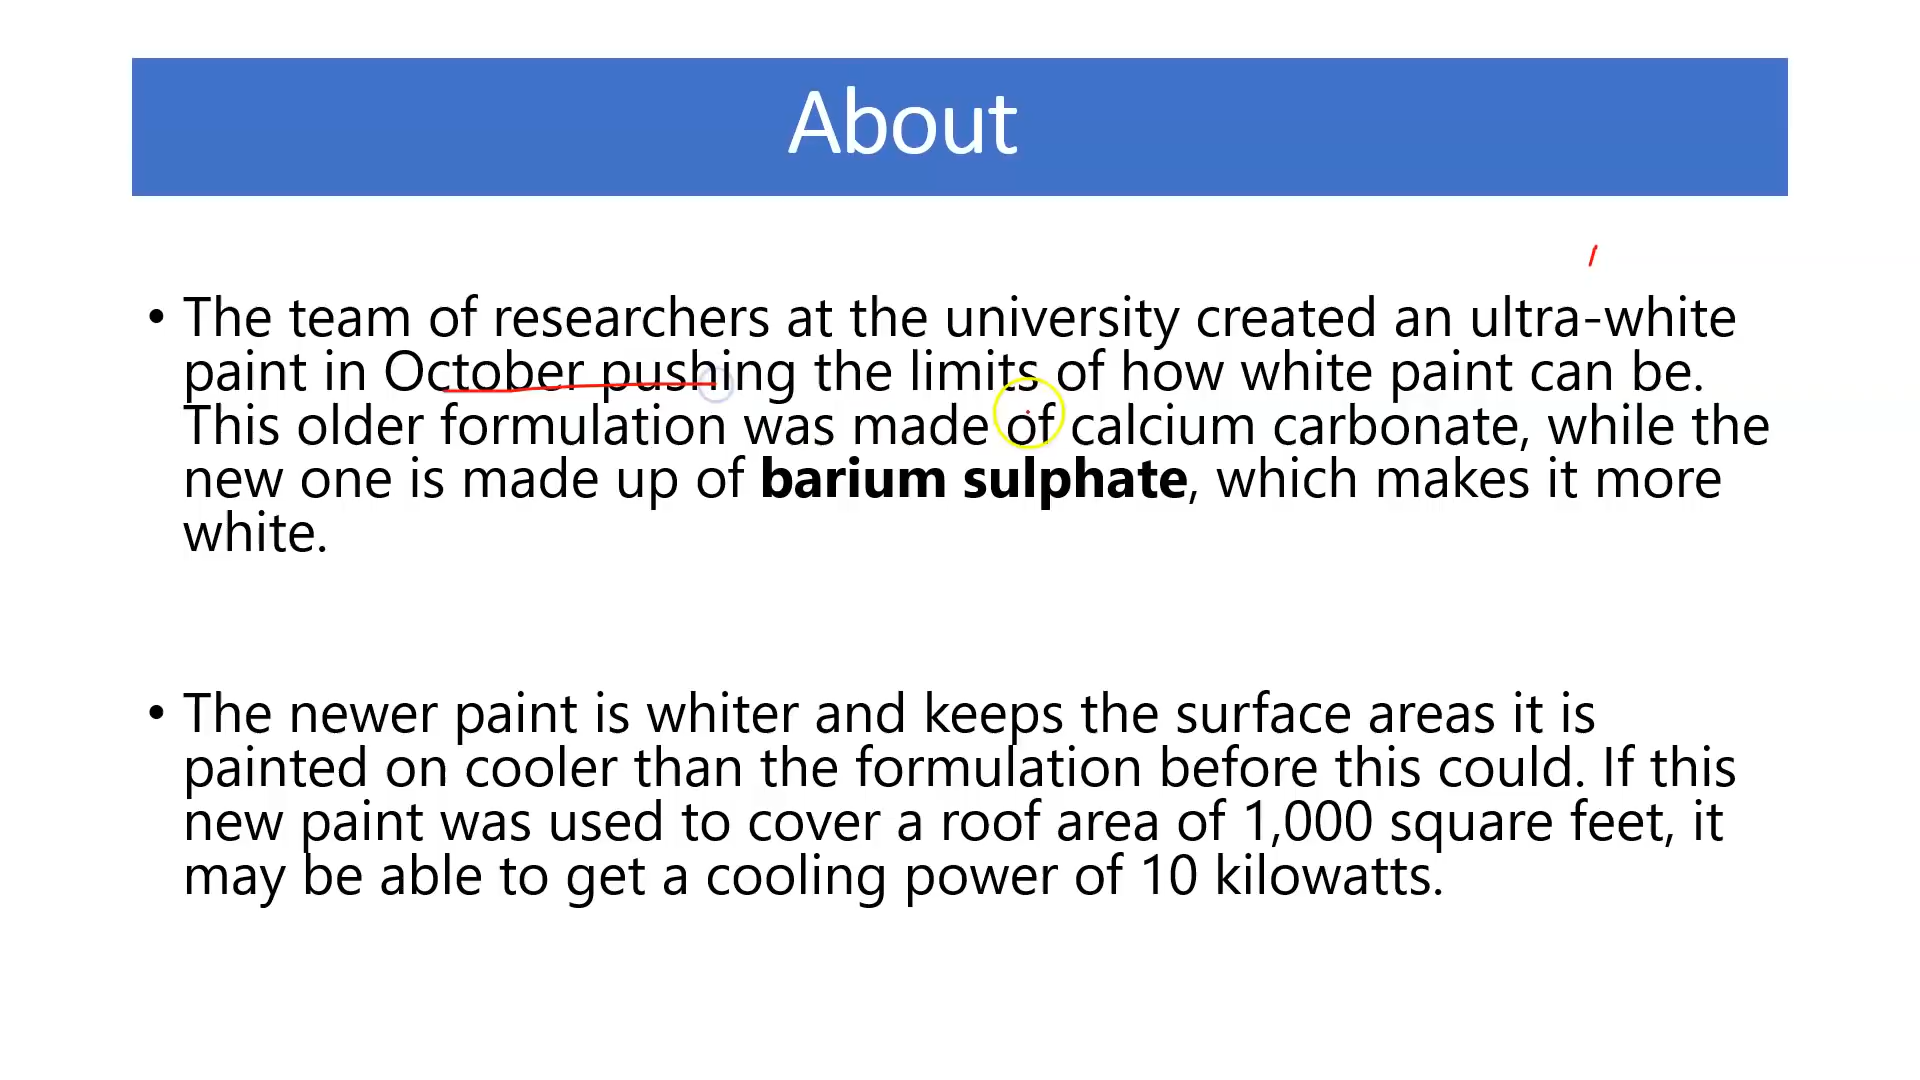 About
• The team of researchers at the university created an ultra-white
paint in October pushing the limits of how white paint can be.
This older formulation was made of calcium carbonate, while the
new one is made up of barium sulphate, which makes it more
white.
• The newer paint is whiter and keeps the surface areas it is
painted on cooler than the formulation before this could. If this
new paint was used to cover a roof area of 1,000 square feet, it
may be able to get a cooling power of 10 kilowatts.